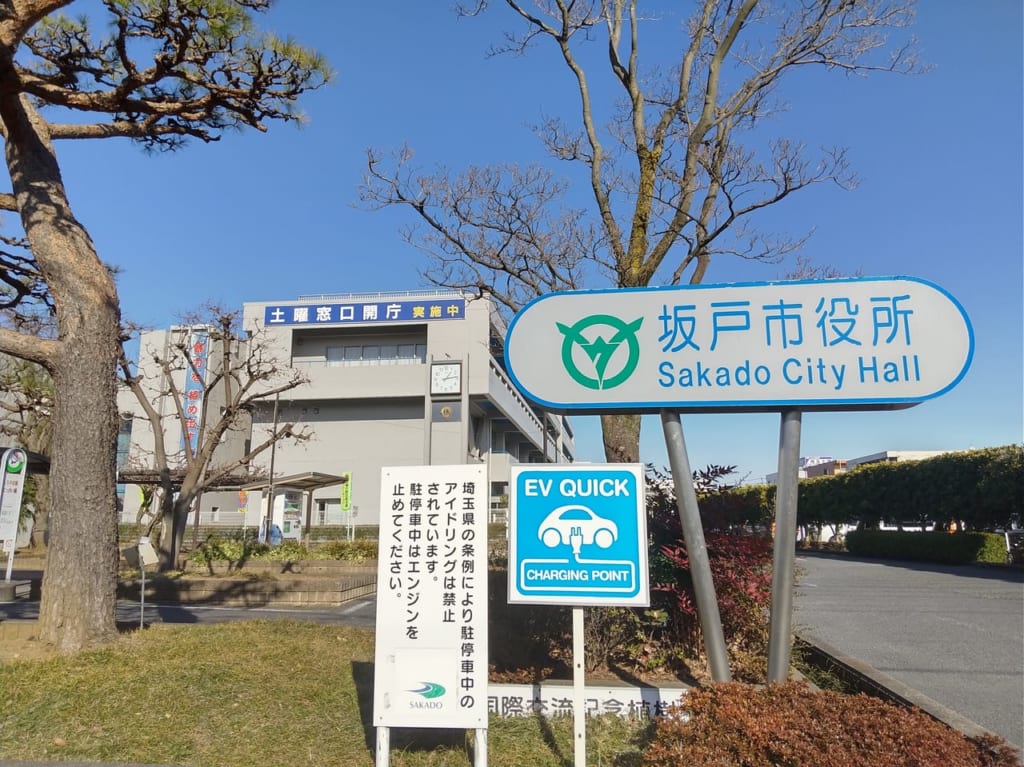 土曜窓口開庁 実施中
坂戸市役所
Sakado City Hall
EV QUICK
CHARGING POINT
埼玉県の条例により駐停車中の
アイドリングは禁止
されています。
駐停車中はエンジンを
止めてください。
SAKADO
国際交流記念植樹